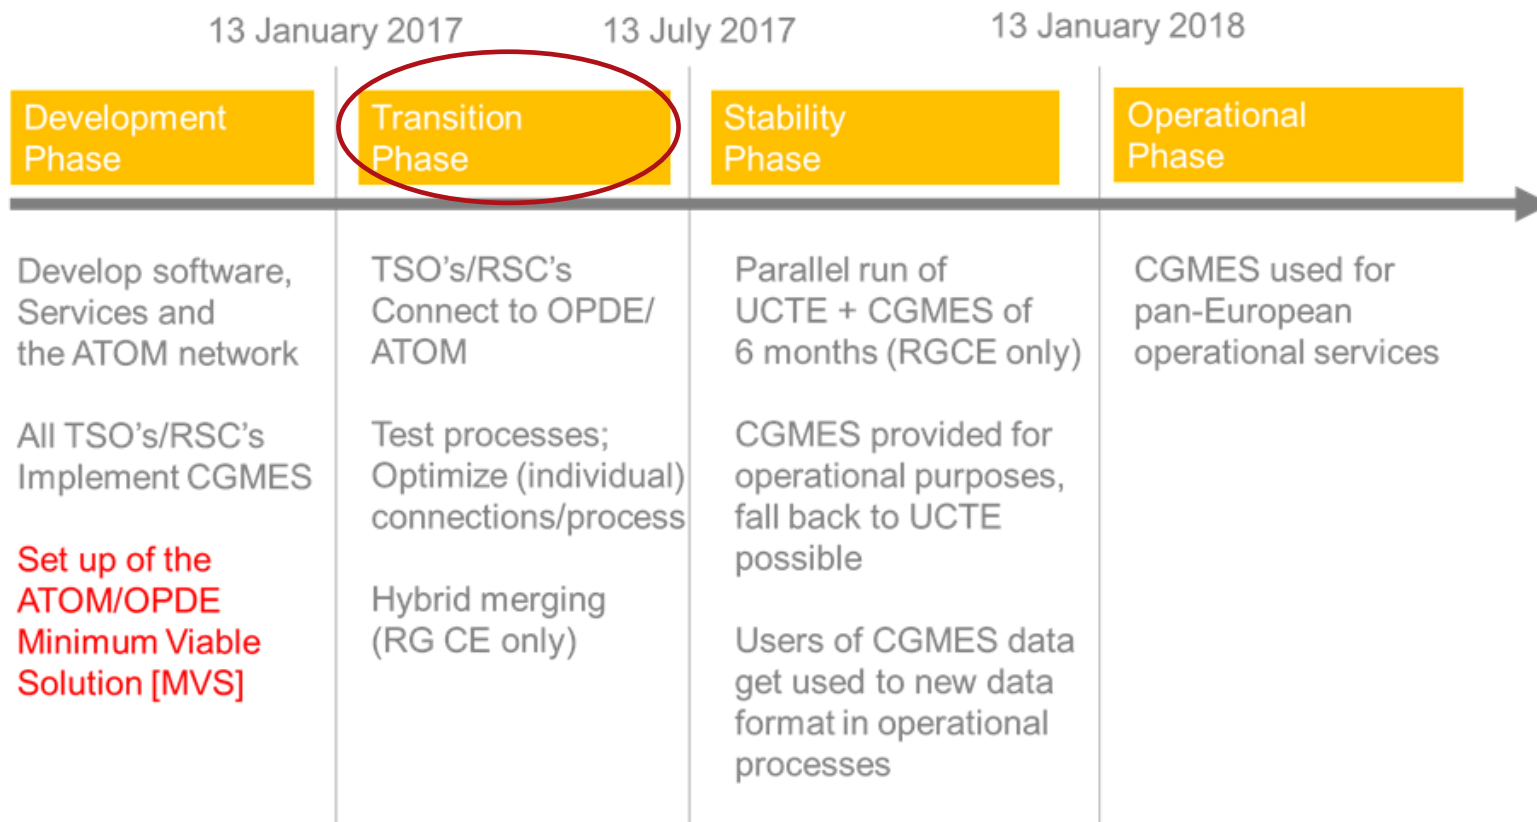 13 January 2017
13 July 2017
13 January 2018
Development
Phase
Transition
Phase
Stability
Phase
Operational
Phase
Develop software,
Services and
the ATOM network
All TSO's/RSC's
Implement CGMES
Set up of the
ATOM/OPDE
Minimum Viable
Solution [MVS]
TSO's/RSC's
Connect to OPDE/
ATOM
Test processes;
Optimize (individual)
connections/process
Hybrid merging
(RG CE only)
Parallel run of
UCTE + CGMES of
6 months (RGCE only)
CGMES provided for
operational purposes,
fall back to UCTE
possible
Users of CGMES data
get used to new data
format in operational
processes
CGMES used for
pan-European
operational services